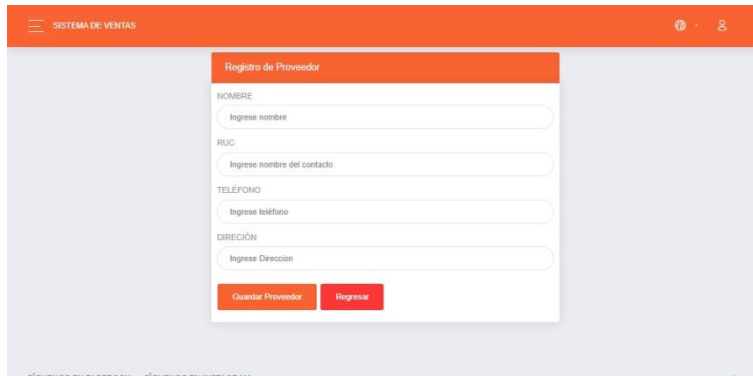 SISTEMA DE VENTAS
Registro de Proveedor
NOMBRE
Ingrese nombre
RUC
Ingrese nombre del contacto
TELÉFONO
Ingrese teléfono
DIRECIÓN
Ingrese Direccion
Guardar Proveedor
Regresar